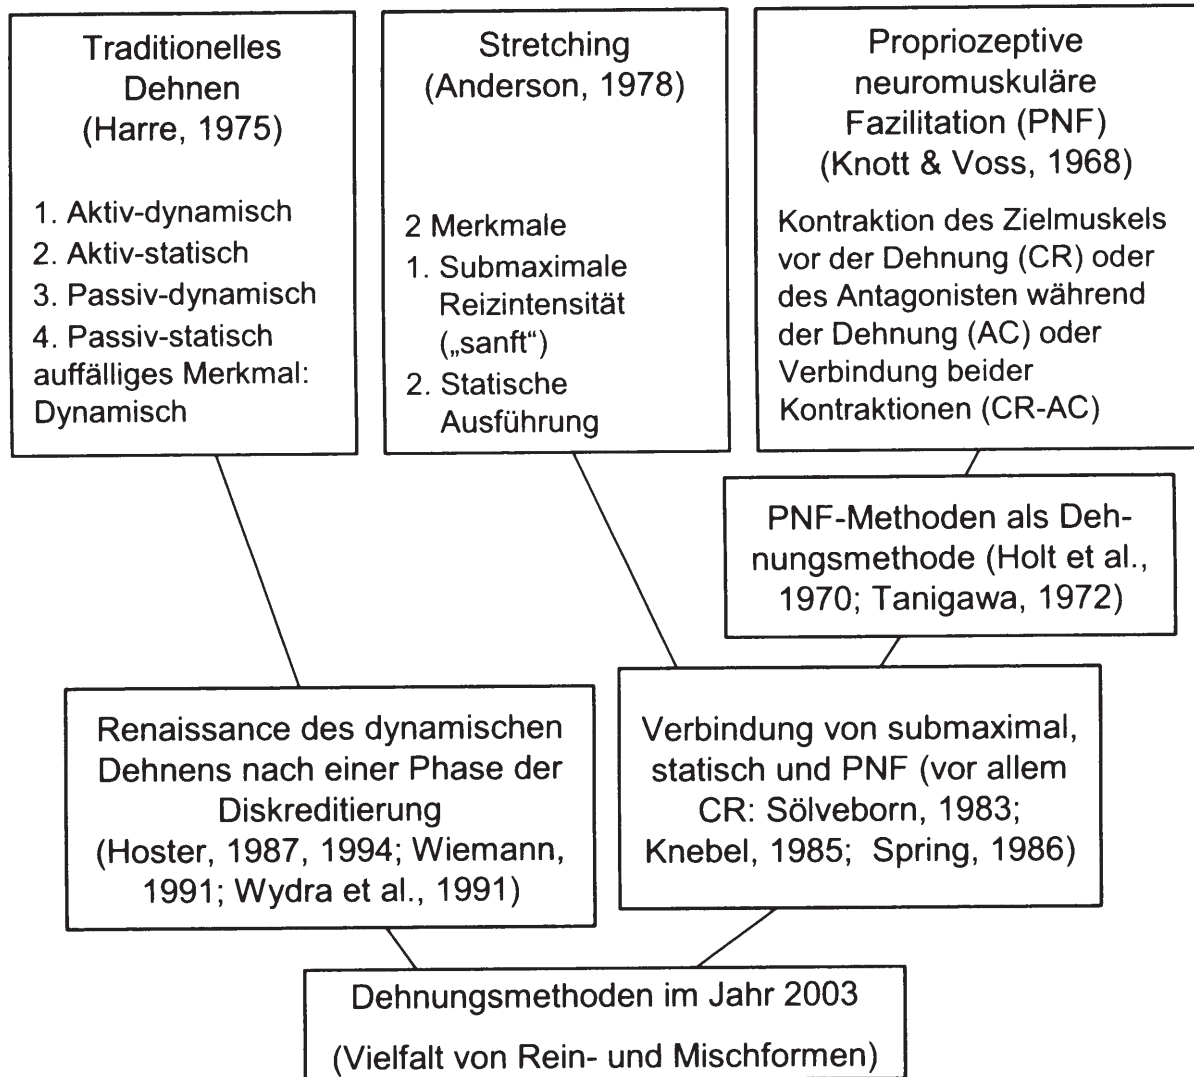 Traditionelles
Dehnen
(Harre, 1975)
1. Aktiv-dynamisch
2. Aktiv-statisch
3. Passiv-dynamisch
4. Passiv-statisch
auffälliges Merkmal:
Dynamisch
Stretching
(Anderson, 1978)
2 Merkmale
1. Submaximale
Reizintensität
(„sanft“)
2. Statische
Ausführung
Propriozeptive
neuromuskuläre
Fazilitation (PNF)
(Knott & Voss, 1968)
Kontraktion des Zielmuskels
vor der Dehnung (CR) oder
des Antagonisten während
der Dehnung (AC) oder
Verbindung beider
Kontraktionen (CR-AC)
PNF-Methoden als Deh-
nungsmethode (Holt et al.,
1970; Tanigawa, 1972)
Renaissance des dynamischen
Dehnens nach einer Phase der
Diskreditierung
(Hoster, 1987, 1994; Wiemann,
1991; Wydra et al., 1991)
Verbindung von submaximal,
statisch und PNF (vor allem
CR: Sölveborn, 1983;
Knebel, 1985; Spring, 1986)
Dehnungsmethoden im Jahr 2003
(Vielfalt von Rein- und Mischformen)